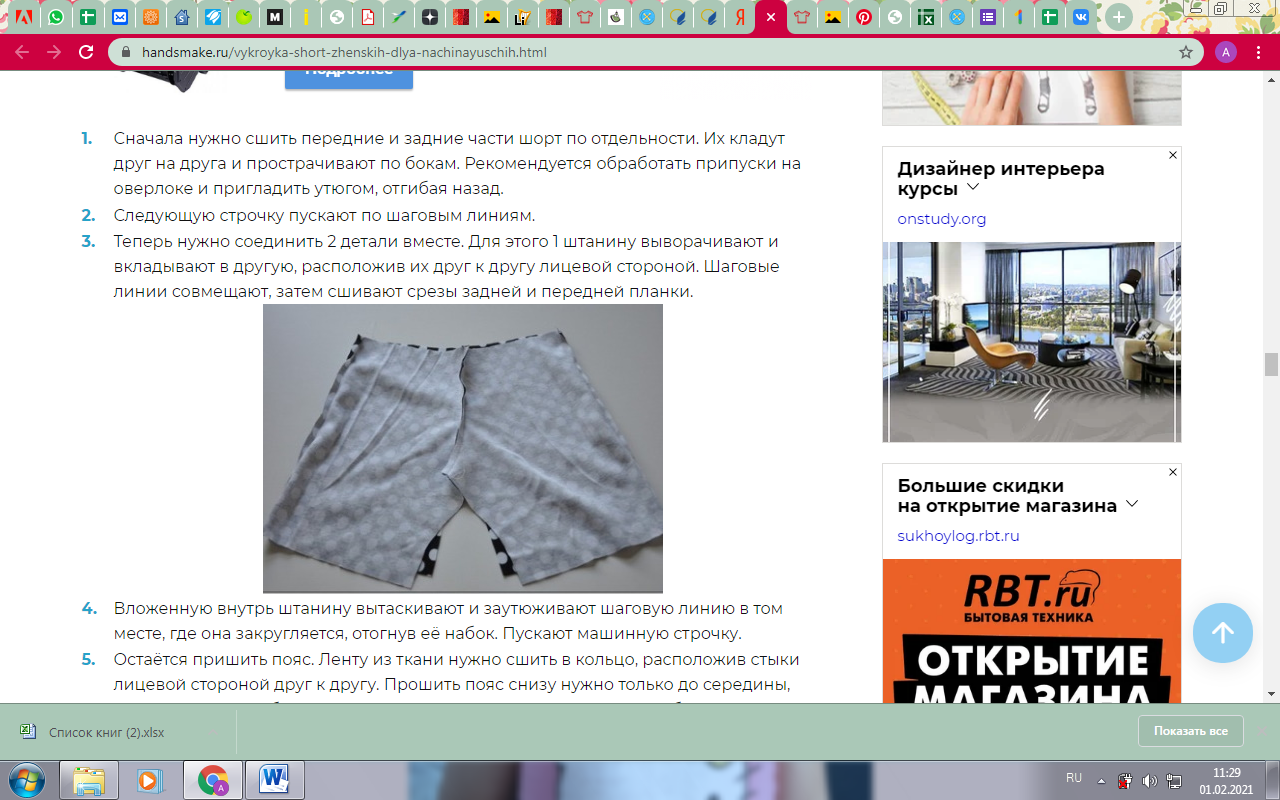 handsmake.ru/vykroyka-short-zhenskih-dlya-nachinayuschih.html
A
Подробнее
1. Сначала нужно сшить передние и задние части шорт по отдельности. Их кладут
друг на друга и прострачивают по бокам. Рекомендуется обработать припуски на
оверлоке и пригладить утюгом, отгибая назад.
2. Следующую строчку пускают по шаговым линиям.
3. Теперь нужно соединить 2 детали вместе. Для этого 1 штанину выворачивают и
вкладывают в другую, расположив их друг к другу лицевой стороной. Шаговые
линии совмещают, затем сшивают срезы задней и передней планки.
4. Вложенную внутрь штанину вытаскивают и заутюживают шаговую линию в том
месте, где она закругляется, отогнув её набок. Пускают машинную строчку.
5. Остаётся пришить пояс. Ленту из ткани нужно сшить в кольцо, расположив стыки
лицевой стороной друг к другу. Прошить пояс снизу нужно только до середины,
Дизайнер интерьера
курсы
onstudy.org
Большие скидки
на открытие магазина
sukhoylog.rbt.ru
RBT.ru
БЫТОВАЯ ТЕХНИКА
ОТКРЫТИЕ
МАГАЗИНА
Список книг (2).xlsx
Показать все
RU
11:29
01.02.2021